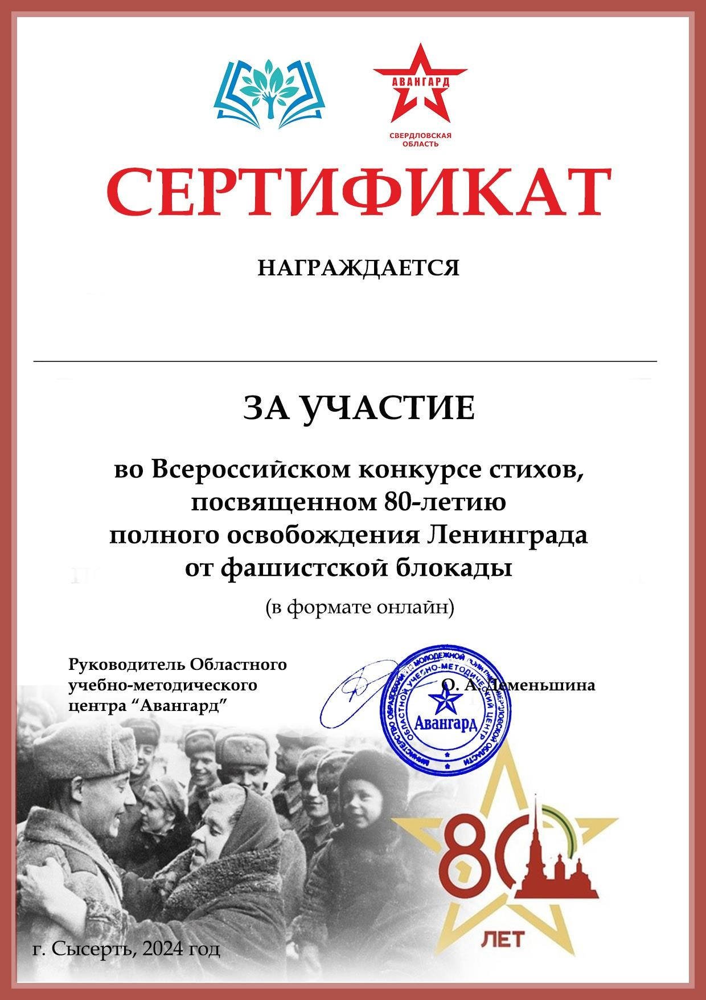 АВАНГАРД
СВЕРДЛОВСКАЯ
ОБЛАСТЬ
СЕРТИФИКАТ
НАГРАЖДАЕТСЯ
ЗА УЧАСТИЕ
во Всероссийском конкурсе стихов,
посвященном 80-летию
полного освобождения Ленинграда
от фашистской блокады
(в формате онлайн)
Руководитель Областного
учебно-методического
центра “Авангард”
О. А. Деменьшина
МИНИСТЕРСТВО ОБРАЗОВАНИЯ И МОЛОДЕЖНОЙ ПОЛИТИКИ СВЕРДЛОВСКОЙ ОБЛАСТИ
ОБЛАСТНОЙ УЧЕБНО-МЕТОДИЧЕСКИЙ ЦЕНТР
Авангард
80
ЛЕТ
г. Сысерть, 2024 год